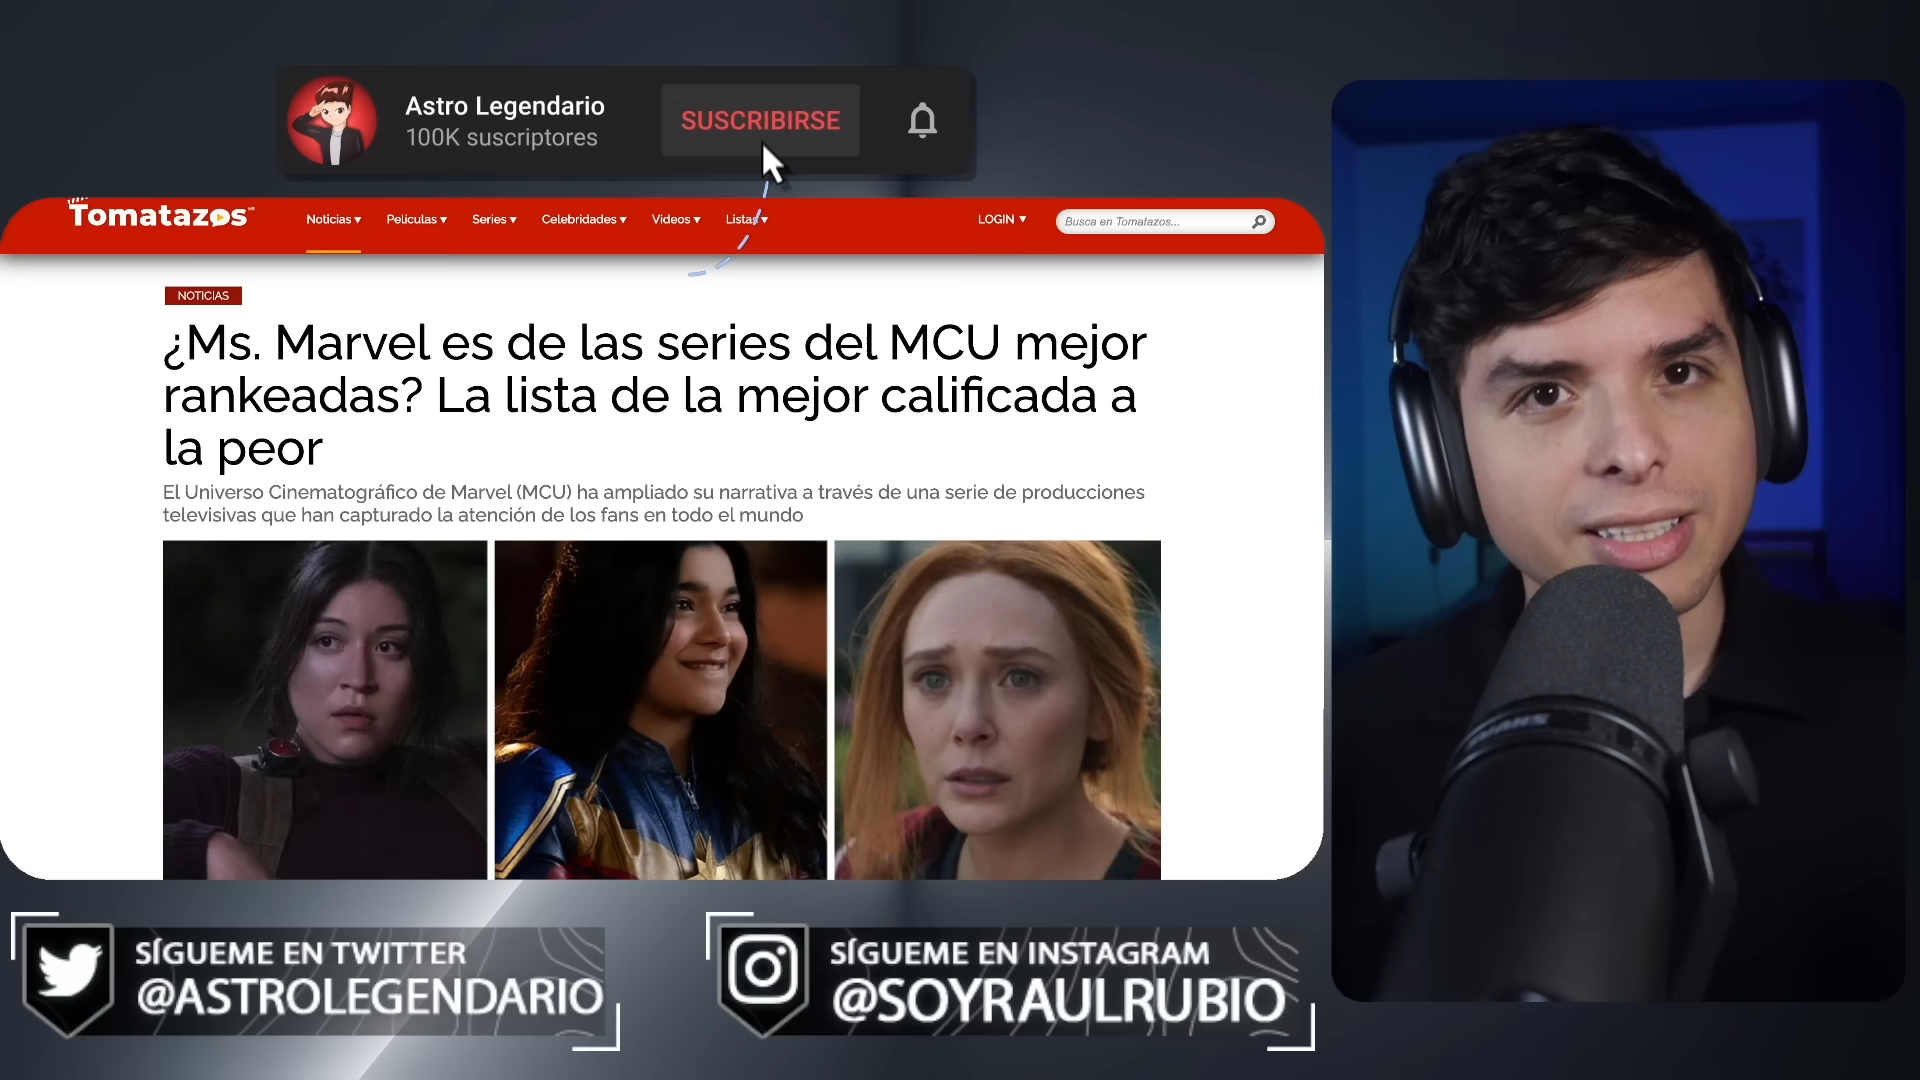 Astro Legendario
100K suscriptores
SUSCRIBIRSE
Tomatazos
Noticias
Películas
Series
Celebridades
Videos
Listas
LOGIN
Busca en Tomatazos...
NOTICIAS
¿Ms. Marvel es de las series del MCU mejor
rankeadas? La lista de la mejor calificada a
la peor
El Universo Cinematográfico de Marvel (MCU) ha ampliado su narrativa a través de una serie de producciones
televisivas que han capturado la atención de los fans en todo el mundo
SHURE
SÍGUEME EN TWITTER
@ASTROLEGENDARIO
SÍGUEME EN INSTAGRAM
@SOYRAULRUBIO